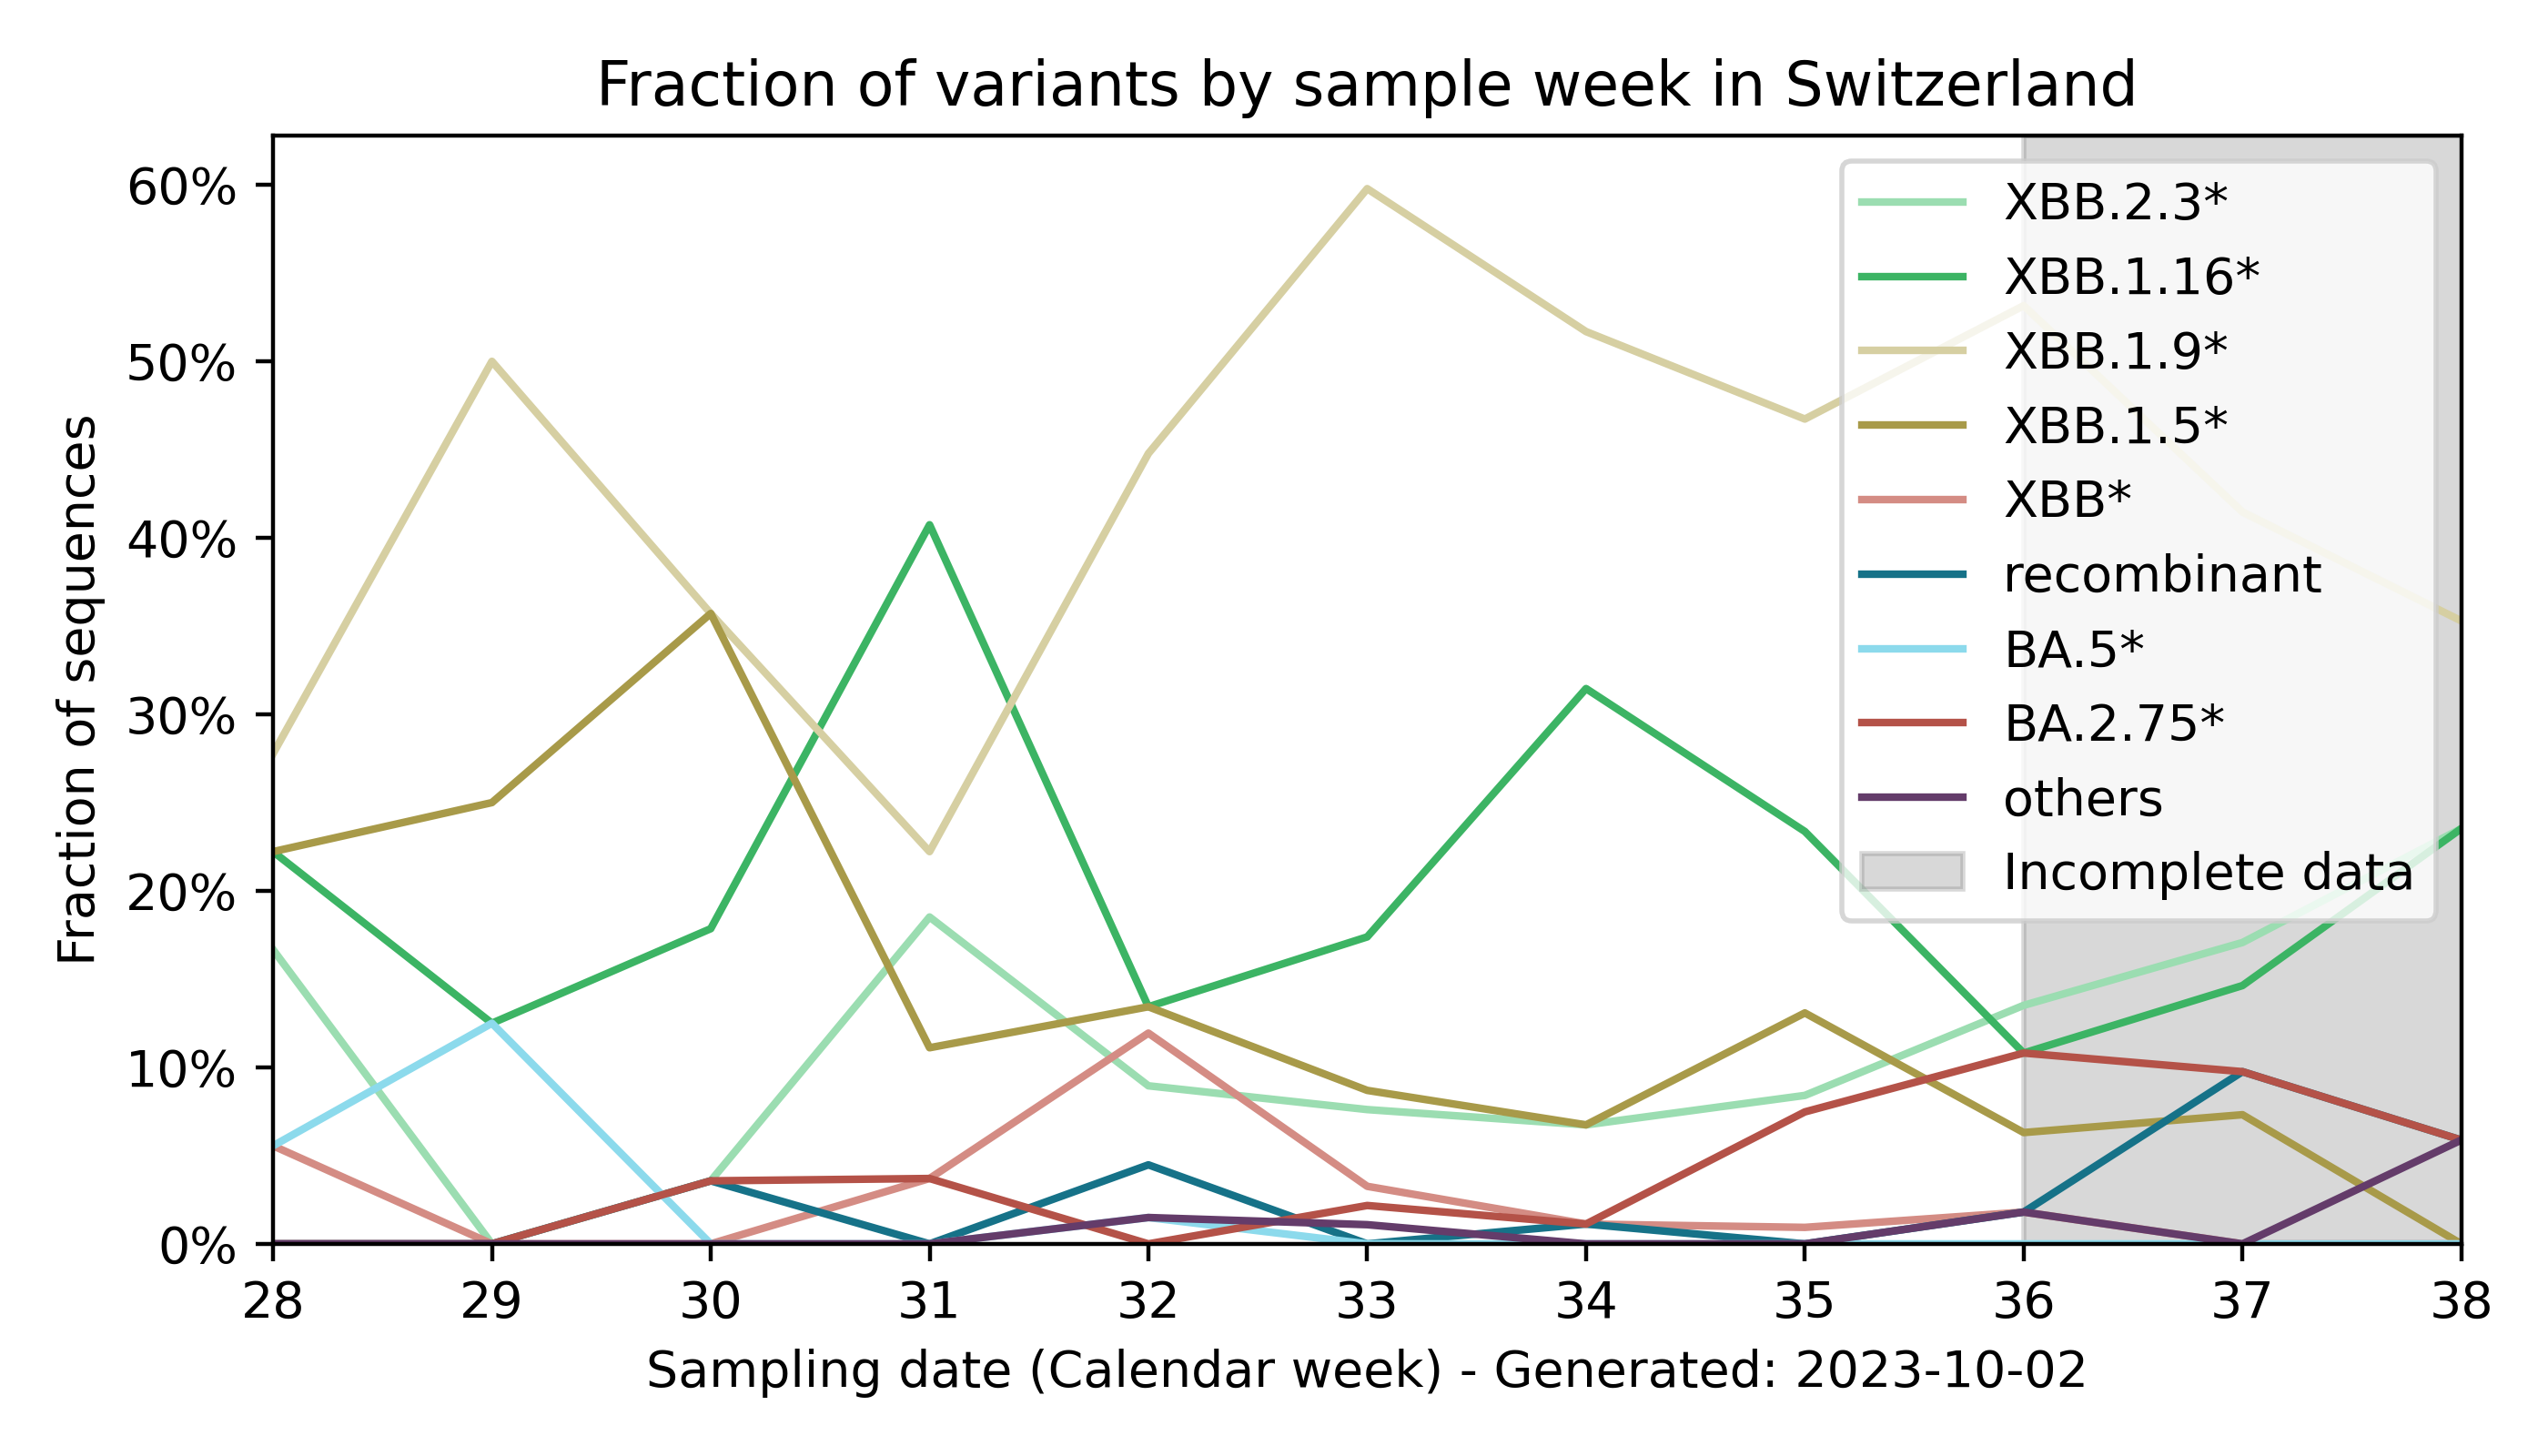 Fraction of variants by sample week in Switzerland
60%
50%
40%
30%
20%
10%
0%
Fraction of sequences
XBB.2.3*
XBB.1.16*
XBB.1.9*
XBB.1.5*
XBB*
recombinant
BA.5*
BA.2.75*
others
Incomplete data
28 29 30 31 32 33 34 35 36 37 38
Sampling date (Calendar week) - Generated: 2023-10-02